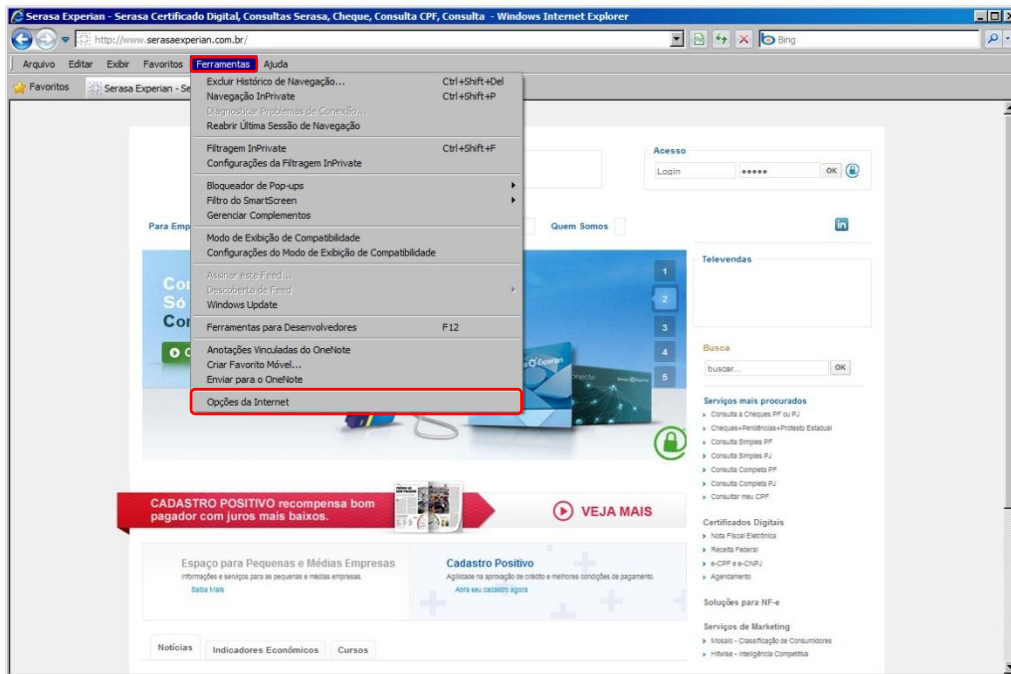 Serasa Experian - Serasa Certificado Digital, Consultas Serasa, Cheque, Consulta CPF, Consulta - Windows Internet Explorer
http://www.serasaexperian.com.br/
Bing
Arquivo Editar Exibir Favoritos Ferramentas Ajuda
Favoritos
Serasa Experian - Se
Excluir Histórico de Navegação... Ctrl+Shift+Del
Navegação InPrivate Ctrl+Shift+P
Diagnosticar Problemas de Conexão...
Reabrir Última Sessão de Navegação
Filtragem InPrivate Ctrl+Shift+F
Configurações da Filtragem InPrivate
Bloqueador de Pop-ups
Filtro do SmartScreen
Gerenciar Complementos
Modo de Exibição de Compatibilidade
Configurações do Modo de Exibição de Compatibilidade
Assinar este Feed...
Descoberta de Feed
Windows Update
Ferramentas para Desenvolvedores F12
Anotações Vinculadas do OneNote
Criar Favorito Móvel...
Enviar para o OneNote
Opções da Internet
Acesso
Login ***** OK
Para Emp
Quem Somos
in
Só
1
2
3
4
5
Televendas
Busca
buscar... OK
Serviços mais procurados
Consulta a Cheques PF ou PJ
Cheques+Pendências+Protesto Estadual
Consulta Simples PF
Consulta Simples PJ
Consulta Completa PF
Consulta Completa PJ
Consultar meu CPF
CADASTRO POSITIVO recompensa bom
pagador com juros mais baixos.
VEJA MAIS
Certificados Digitais
Nota Fiscal Eletrônica
Receita Federal
e-CPF e e-CNPJ
Agendamento
Espaço para Pequenas e Médias Empresas
Informações e serviços para as pequenas e médias empresas.
Saiba Mais
Cadastro Positivo
Agilidade na aprovação de crédito e melhores condições de pagamento.
Abra seu cadastro agora
Soluções para NF-e
Serviços de Marketing
Mosaic - Classificação de Consumidores
Hitwise - Inteligência Competitiva
Notícias
Indicadores Econômicos
Cursos